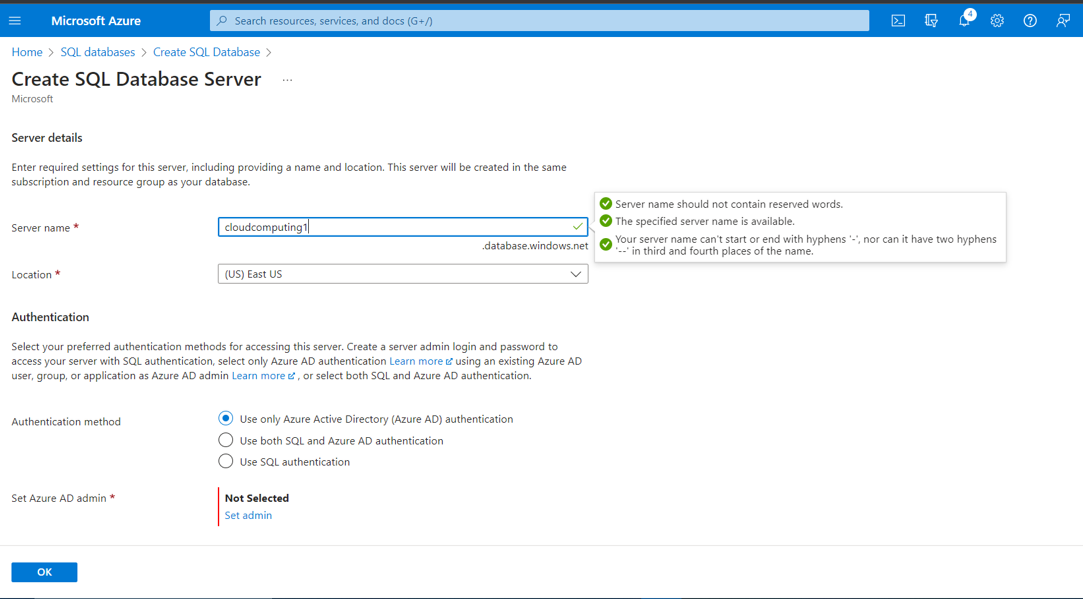 Microsoft Azure
Search resources, services, and docs (G+/)
4
Home > SQL databases > Create SQL Database >
Create SQL Database Server ...
Microsoft
Server details
Enter required settings for this server, including providing a name and location. This server will be created in the same
subscription and resource group as your database.
Server name *
cloudcomputing1
.database.windows.net
Server name should not contain reserved words.
The specified server name is available.
Your server name can't start or end with hyphens '-', nor can it have two hyphens
'--' in third and fourth places of the name.
Location *
(US) East US
Authentication
Select your preferred authentication methods for accessing this server. Create a server admin login and password to
access your server with SQL authentication, select only Azure AD authentication Learn more using an existing Azure AD
user, group, or application as Azure AD admin Learn more , or select both SQL and Azure AD authentication.
Authentication method
Use only Azure Active Directory (Azure AD) authentication
Use both SQL and Azure AD authentication
Use SQL authentication
Set Azure AD admin *
Not Selected
Set admin
OK